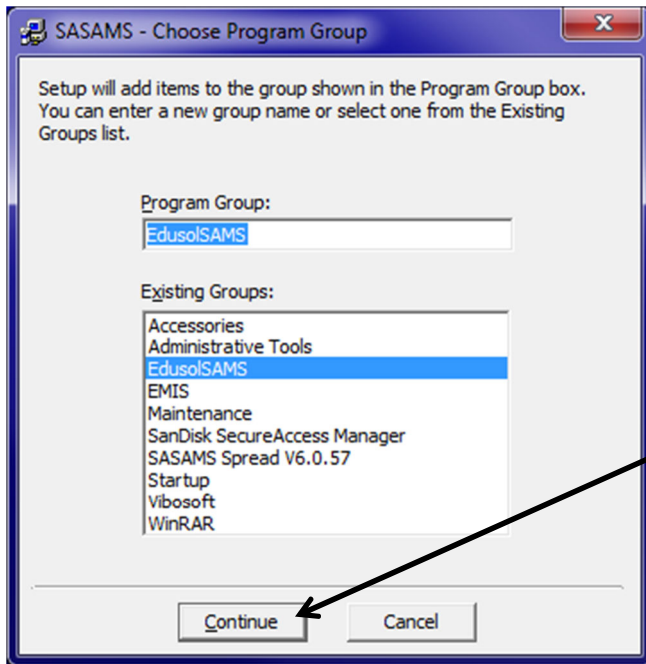 SASAMS - Choose Program Group
Setup will add items to the group shown in the Program Group box.
You can enter a new group name or select one from the Existing
Groups list.
Program Group:
EdusolSAMS
Existing Groups:
Accessories
Administrative Tools
EdusolSAMS
EMIS
Maintenance
SanDisk SecureAccess Manager
SASAMS Spread V6.0.57
Startup
Vibosoft
WinRAR
Continue Cancel